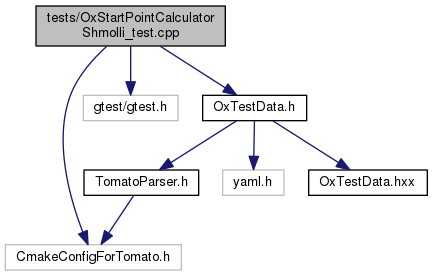 tests/OxStartPointCalculator
Shmolli_test.cpp
gtest/gtest.h
OxTestData.h
TomatoParser.h
yaml.h
OxTestData.hxx
CmakeConfigForTomato.h